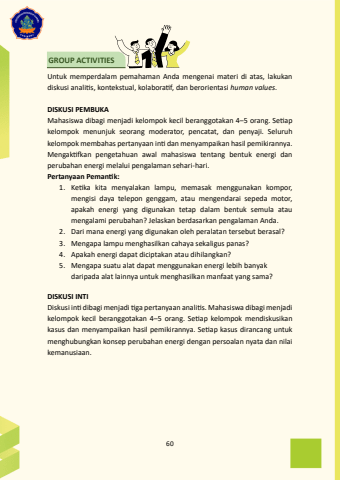 GROUP ACTIVITIES
Untuk memperdalam pemahaman Anda mengenai materi di atas, lakukan
diskusi analitis, kontekstual, kolaboratif, dan berorientasi human values.
DISKUSI PEMBUKA
Mahasiswa dibagi menjadi kelompok kecil beranggotakan 4–5 orang. Setiap
kelompok menunjuk seorang moderator, pencatat, dan penyaji. Seluruh
kelompok membahas pertanyaan inti dan menyampaikan hasil pemikirannya.
Mengaktifkan pengetahuan awal mahasiswa tentang bentuk energi dan
perubahan energi melalui pengalaman sehari-hari.
Pertanyaan Pemantik:
1. Ketika kita menyalakan lampu, memasak menggunakan kompor,
mengisi daya telepon genggam, atau mengendarai sepeda motor,
apakah energi yang digunakan tetap dalam bentuk semula atau
mengalami perubahan? Jelaskan berdasarkan pengalaman Anda.
2. Dari mana energi yang digunakan oleh peralatan tersebut berasal?
3. Mengapa lampu menghasilkan cahaya sekaligus panas?
4. Apakah energi dapat diciptakan atau dihilangkan?
5. Mengapa suatu alat dapat menggunakan energi lebih banyak
daripada alat lainnya untuk menghasilkan manfaat yang sama?
DISKUSI INTI
Diskusi inti dibagi menjadi tiga pertanyaan analitis. Mahasiswa dibagi menjadi
kelompok kecil beranggotakan 4–5 orang. Setiap kelompok mendiskusikan
kasus dan menyampaikan hasil pemikirannya. Setiap kasus dirancang untuk
menghubungkan konsep perubahan energi dengan persoalan nyata dan nilai
kemanusiaan.
60